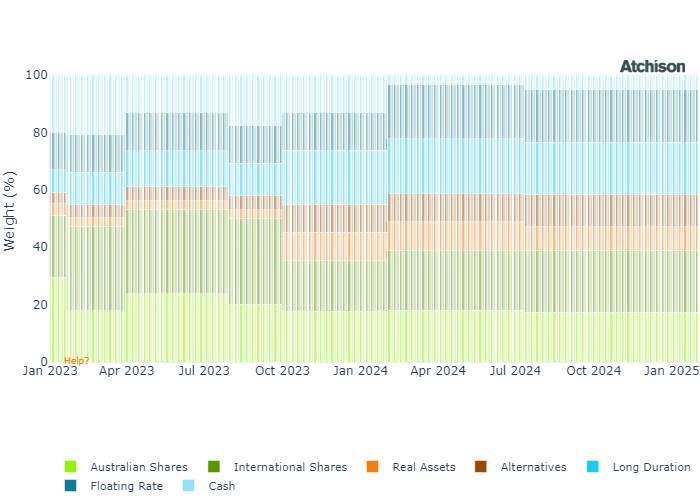 Atchison
100
80
60
40
20
0
Weight (%)
Help?
Jan 2023 Apr 2023 Jul 2023 Oct 2023 Jan 2024 Apr 2024 Jul 2024 Oct 2024 Jan 2025
Australian Shares International Shares Real Assets Alternatives Long Duration
Floating Rate Cash